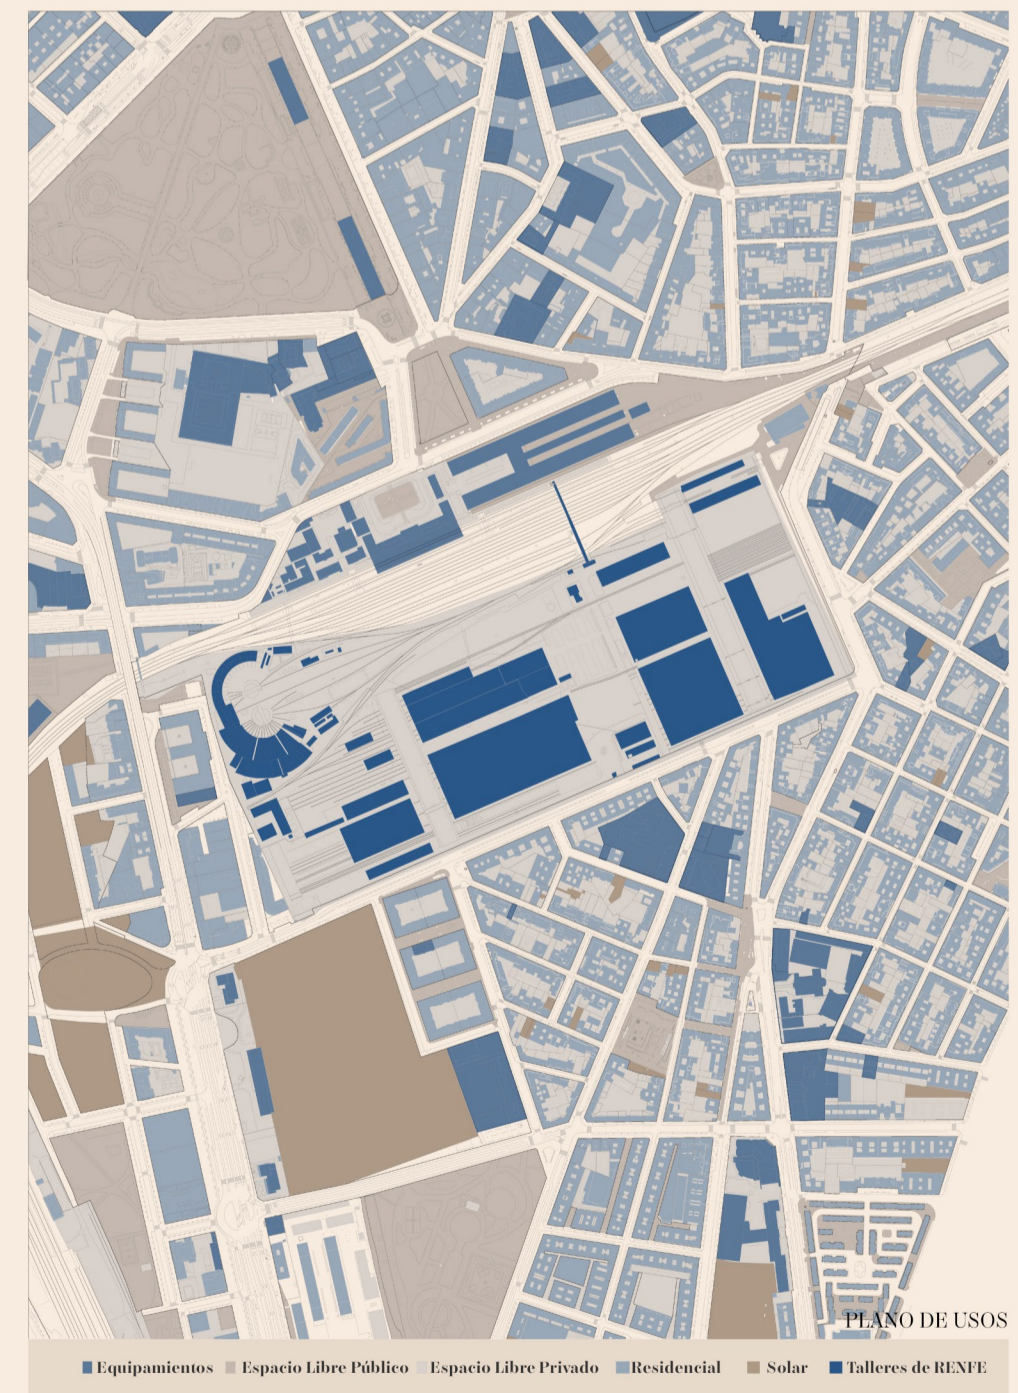 PLANO DE USOS
Equipamientos Espacio Libre Público Espacio Libre Privado Residencial Solar Talleres de RENFE